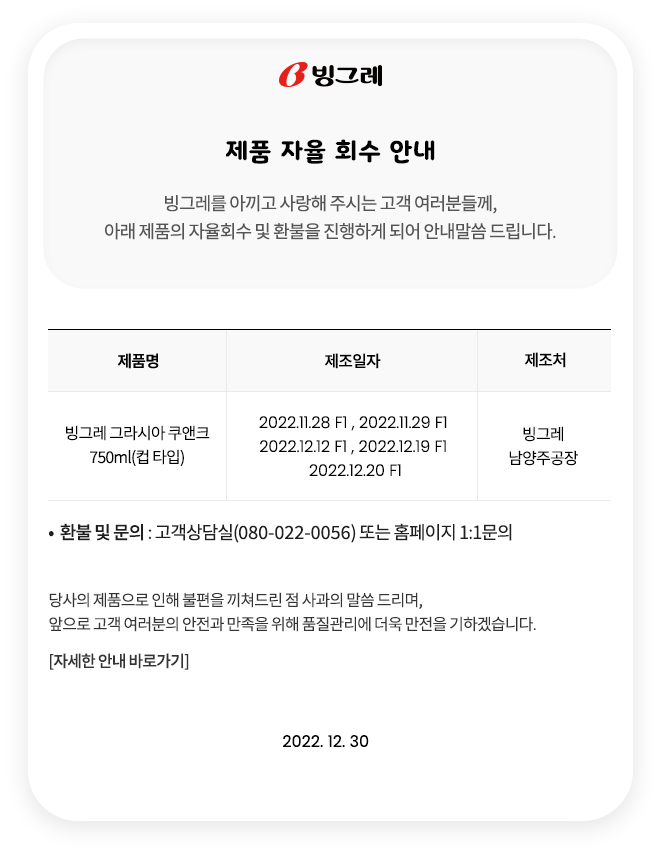 빙그레
제품 자율 회수 안내
빙그레를 아끼고 사랑해 주시는 고객 여러분들께,
아래 제품의 자율회수 및 환불을 진행하게 되어 안내말씀 드립니다.
제품명
제조일자
제조처
빙그레 그라시아 쿠앤크
750ml(컵 타입)
2022.11.28 F1 , 2022.11.29 F1
2022.12.12 F1 , 2022.12.19 F1
2022.12.20 F1
빙그레
남양주공장
• 환불 및 문의 : 고객상담실(080-022-0056) 또는 홈페이지 1:1문의
당사의 제품으로 인해 불편을 끼쳐드린 점 사과의 말씀 드리며,
앞으로 고객 여러분의 안전과 만족을 위해 품질관리에 더욱 만전을 기하겠습니다.
[자세한 안내 바로가기]
2022. 12. 30